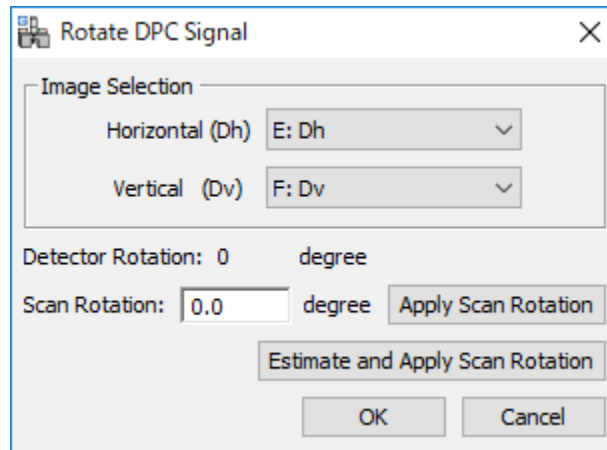 Rotate DPC Signal
Image Selection
Horizontal (Dh) E: Dh
Vertical (Dv) F: Dv
Detector Rotation: 0 degree
Scan Rotation: 0.0 degree Apply Scan Rotation
Estimate and Apply Scan Rotation
OK Cancel